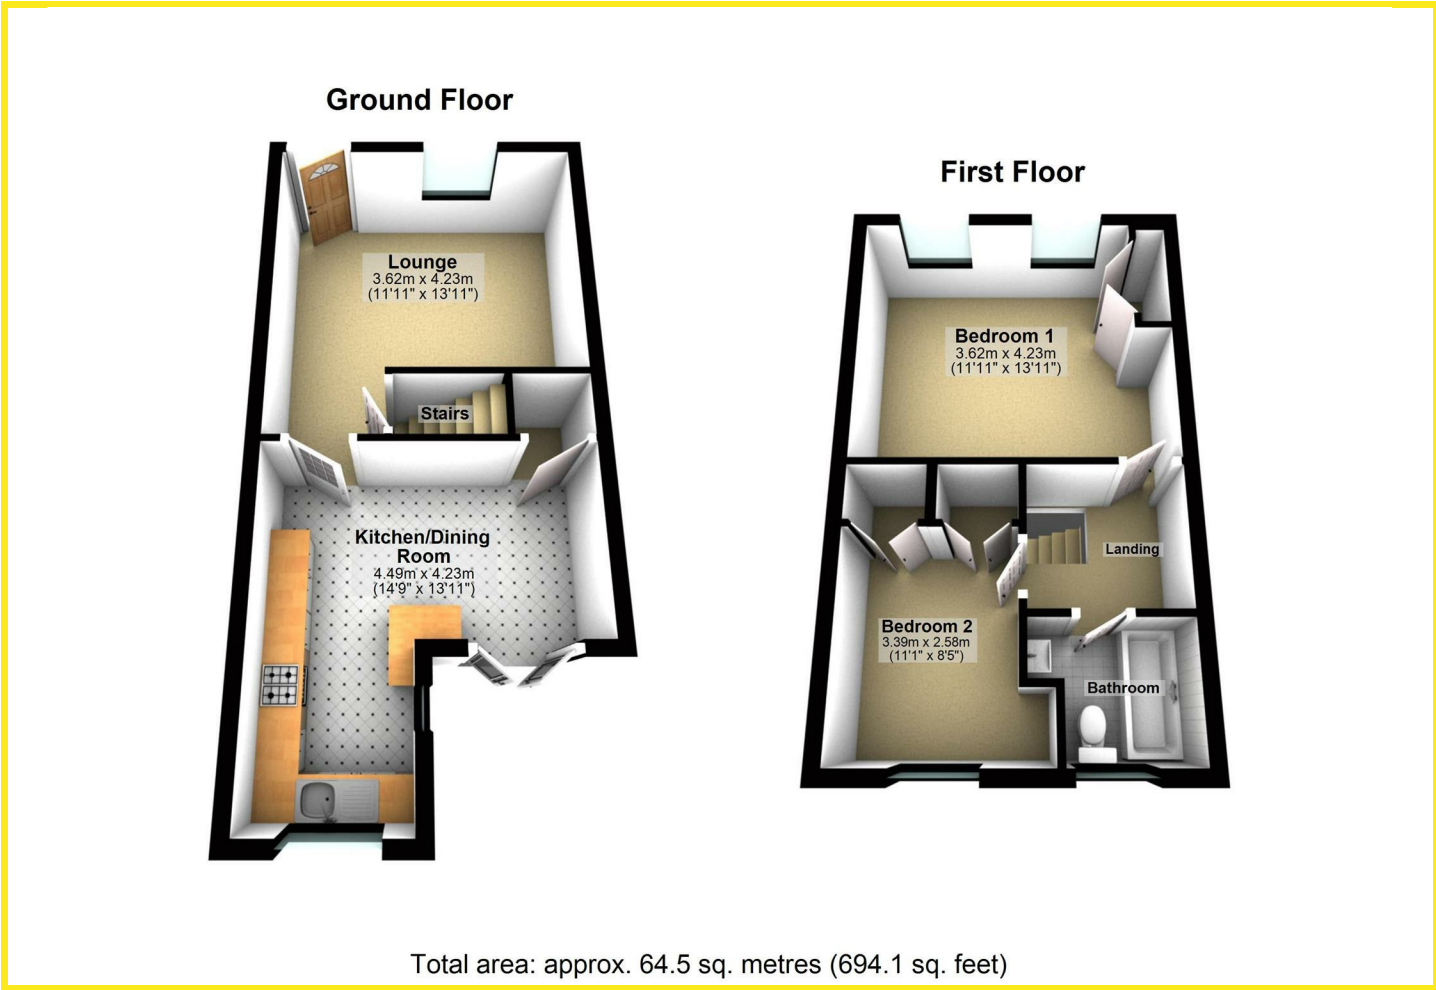 Ground Floor
Lounge
3.62m x 4.23m
(11'11" x 13'11")
Stairs
Kitchen/Dining
Room
4.49m x 4.23m
(14'9" x 13'11")
First Floor
Bedroom 1
3.62m x 4.23m
(11'11" x 13'11")
Landing
Bedroom 2
3.39m x 2.58m
(11'1" x 8'5")
Bathroom
Total area: approx. 64.5 sq. metres (694.1 sq. feet)